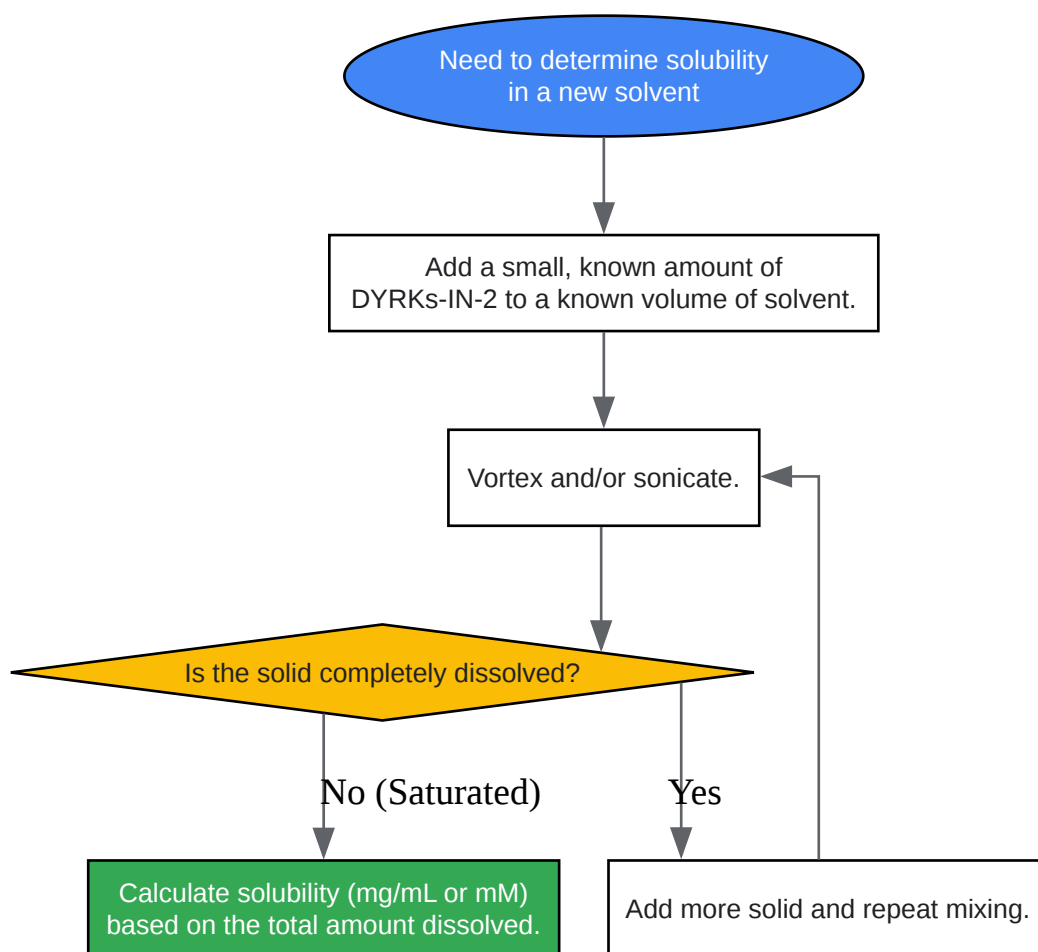 Need to determine solubility
in a new solvent
Add a small, known amount of
DYRKs-IN-2 to a known volume of solvent.
Vortex and/or sonicate.
Is the solid completely dissolved?
No (Saturated)
Yes
Calculate solubility (mg/mL or mM)
based on the total amount dissolved.
Add more solid and repeat mixing.